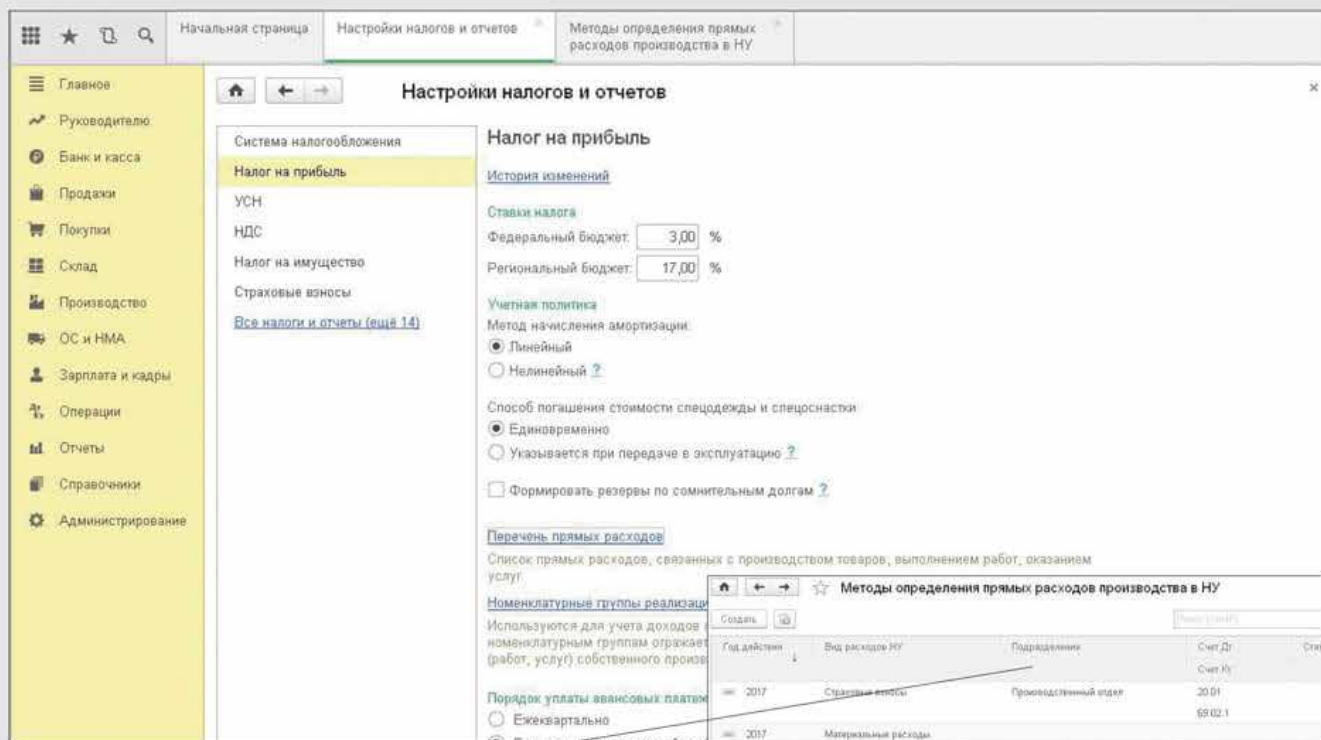 Начальная страница
Настройки налогов и отчетов
Методы определения прямых
расходов производства в НУ
Главное
Руководителю
Банк и касса
Продажи
Покупки
Склад
Производство
ОС и НМА
Зарплата и кадры
Операции
Отчеты
Справочники
Администрирование
Настройки налогов и отчетов
Система налогообложения
Налог на прибыль
УСН
НДС
Налог на имущество
Страховые взносы
Все налоги и отчеты (ещё 14)
Налог на прибыль
История изменений
Ставки налога
Федеральный бюджет: 3,00 %
Региональный бюджет: 17,00 %
Учетная политика
Метод начисления амортизации:
Линейный
Нелинейный ?
Способ погашения стоимости спецодежды и спецоснастки
Единовременно
Указывается при передаче в эксплуатацию ?
Формировать резервы по сомнительным долгам ?
Перечень прямых расходов
Список прямых расходов, связанных с производством товаров, выполнением работ, оказанием
услуг
Номенклатурные группы реализаци
Используются для учета доходов
номенклатурным группам отражает
(работ, услуг) собственного произв
Порядок уплаты авансовых платеж
Ежеквартально
Методы определения прямых расходов производства в НУ
Создать
Год действия
Вид расходов НУ
Подразделение
Счет Дт
Счет Кт
2017
Страховые взносы
Производственный отдел
20.01
69.02.1
2017
Материальные расходы